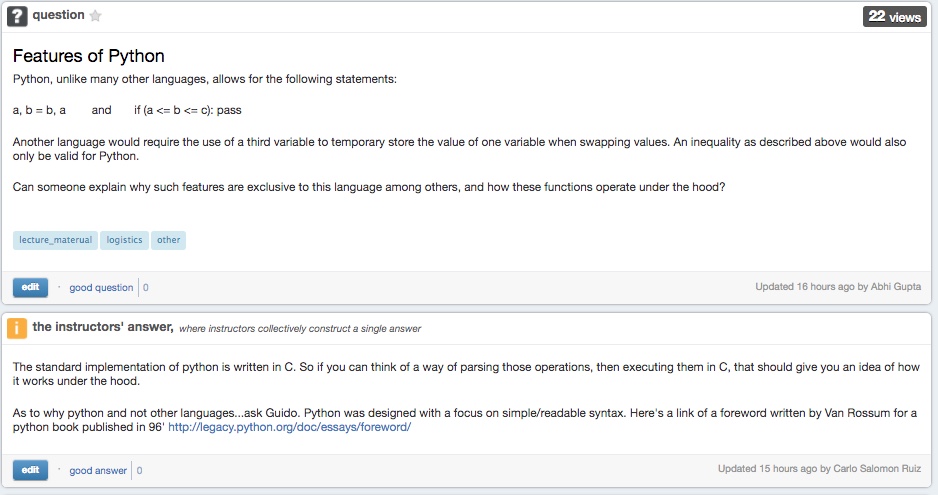 ? question
22 views
Features of Python
Python, unlike many other languages, allows for the following statements:
a, b = b, a and if (a <= b <= c): pass
Another language would require the use of a third variable to temporary store the value of one variable when swapping values. An inequality as described above would also
only be valid for Python.
Can someone explain why such features are exclusive to this language among others, and how these functions operate under the hood?
lecture_materual logistics other
edit · good question 0 Updated 16 hours ago by Abhi Gupta
i the instructors' answer, where instructors collectively construct a single answer
The standard implementation of python is written in C. So if you can think of a way of parsing those operations, then executing them in C, that should give you an idea of how
it works under the hood.
As to why python and not other languages...ask Guido. Python was designed with a focus on simple/readable syntax. Here's a link of a foreword written by Van Rossum for a
python book published in 96' http://legacy.python.org/doc/essays/foreword/
edit · good answer 0 Updated 15 hours ago by Carlo Salomon Ruiz